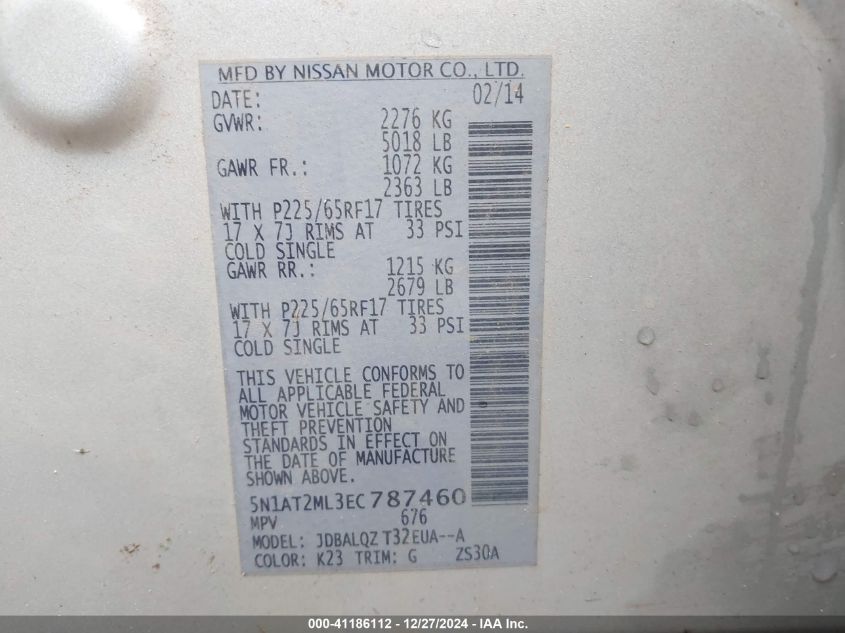 MFD BY NISSAN MOTOR CO., LTD.
DATE: 02/14
GVWR: 2276 KG
5018 LB
GAWR FR.: 1072 KG
2363 LB
WITH P225/65RF17 TIRES
17 X 7J RIMS AT 33 PSI
COLD SINGLE
GAWR RR.: 1215 KG
2679 LB
WITH P225/65RF17 TIRES
17 X 7J RIMS AT 33 PSI
COLD SINGLE
THIS VEHICLE CONFORMS TO
ALL APPLICABLE FEDERAL
MOTOR VEHICLE SAFETY AND
THEFT PREVENTION
STANDARDS IN EFFECT ON
THE DATE OF MANUFACTURE
SHOWN ABOVE.
5N1AT2ML3EC787460
MPV 676
MODEL: JDBALQZ T32EUA--A
COLOR: K23 TRIM: G ZS30A
000-41186112 - 12/27/2024 - IAA Inc.